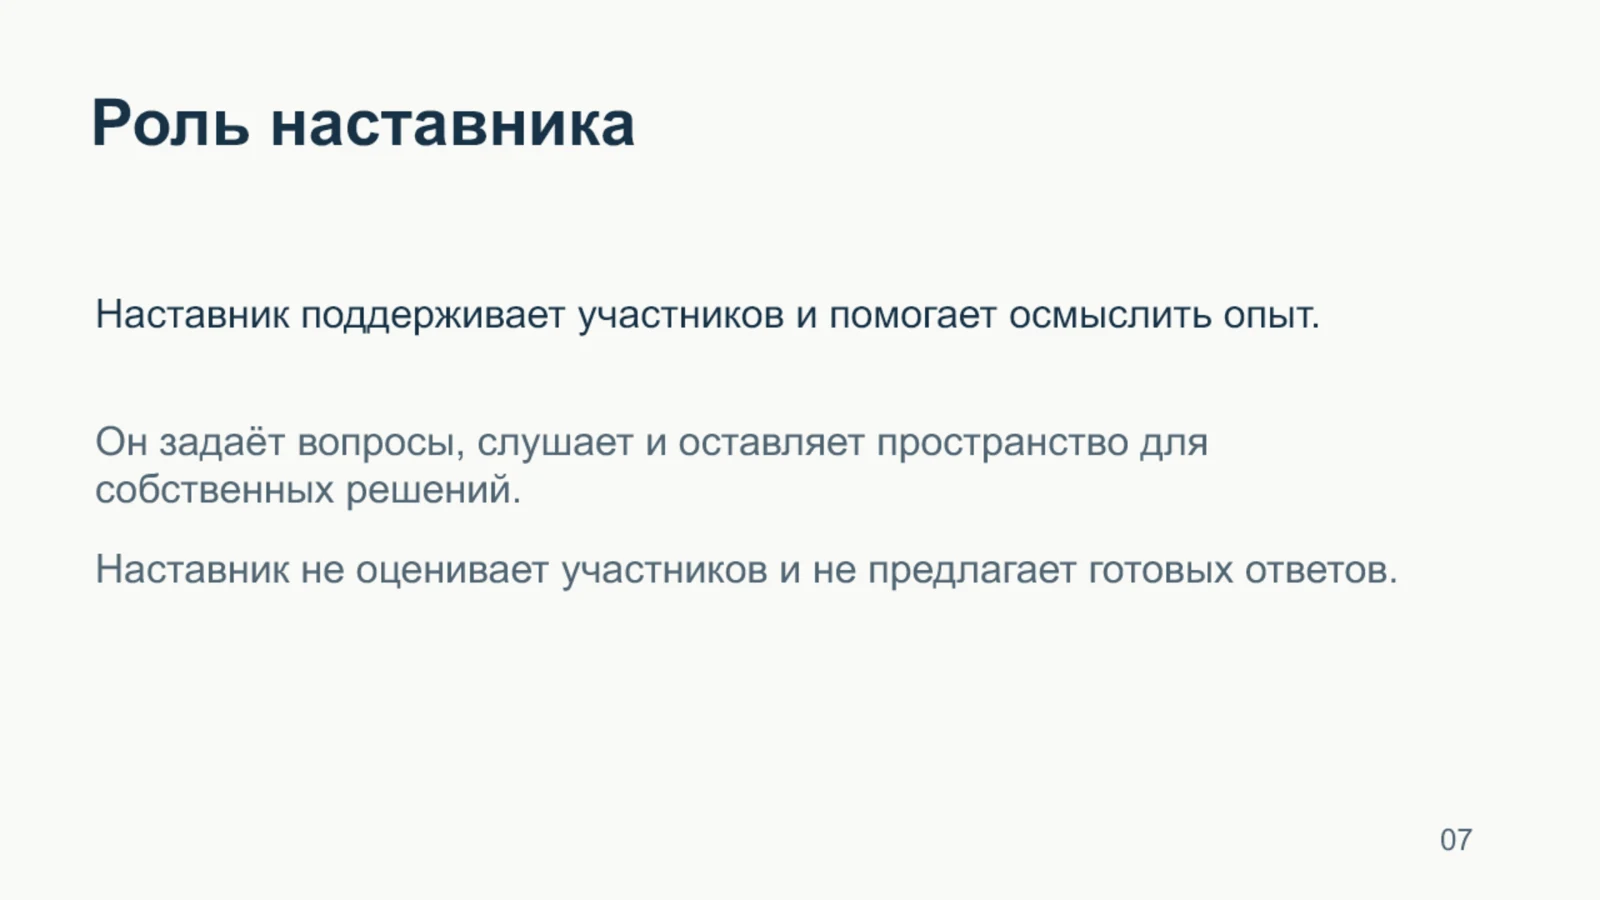 Роль наставника
Наставник поддерживает участников и помогает осмыслить опыт.
Он задаёт вопросы, слушает и оставляет пространство для
собственных решений.
Наставник не оценивает участников и не предлагает готовых ответов.
07